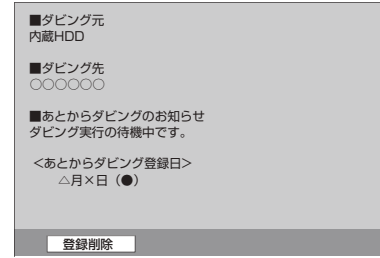 ■ダビング元
内蔵HDD
■ダビング先
○○○○○○
■あとからダビングのお知らせ
ダビング実行の待機中です。
＜あとからダビング登録日＞
△月×日（●）
登録削除